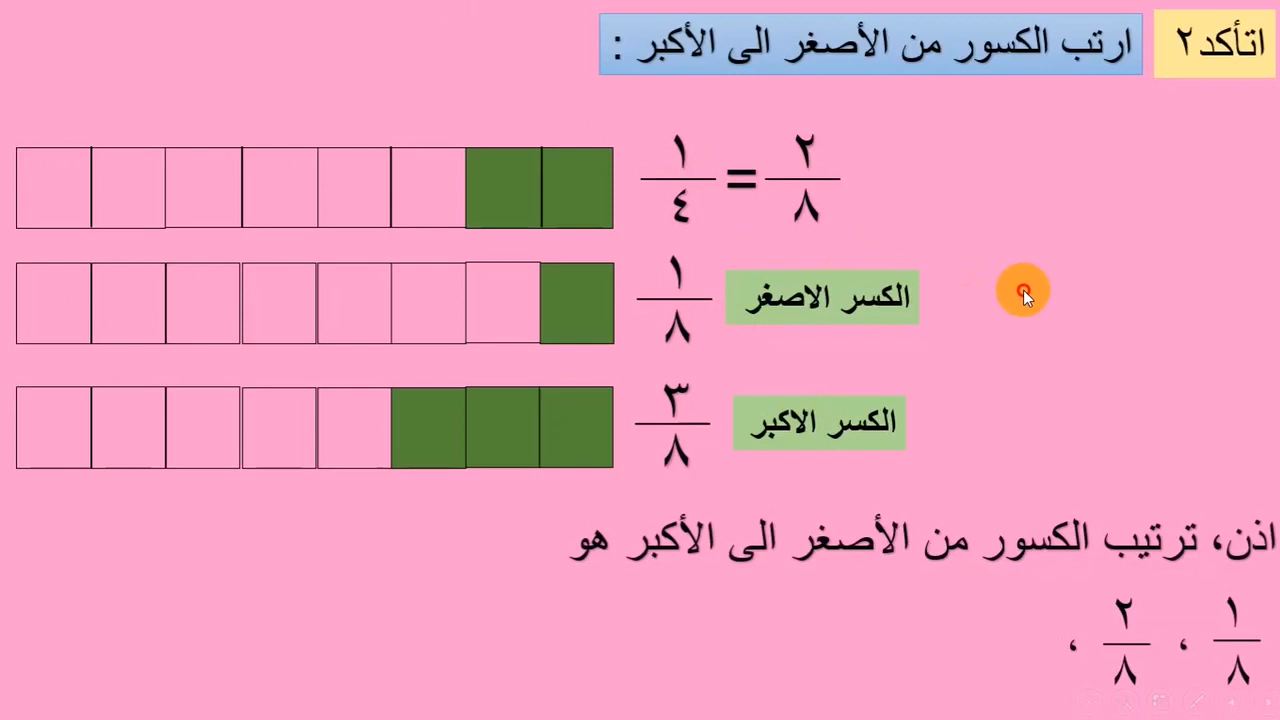 اتأكد٢
ارتب الكسور من الأصغر الى الأكبر :
٢/٨ = ١/٤
١/٨ الكسر الاصغر
٣/٨ الكسر الاكبر
اذن، ترتيب الكسور من الأصغر الى الأكبر هو
١/٨ ، ٢/٨ ،